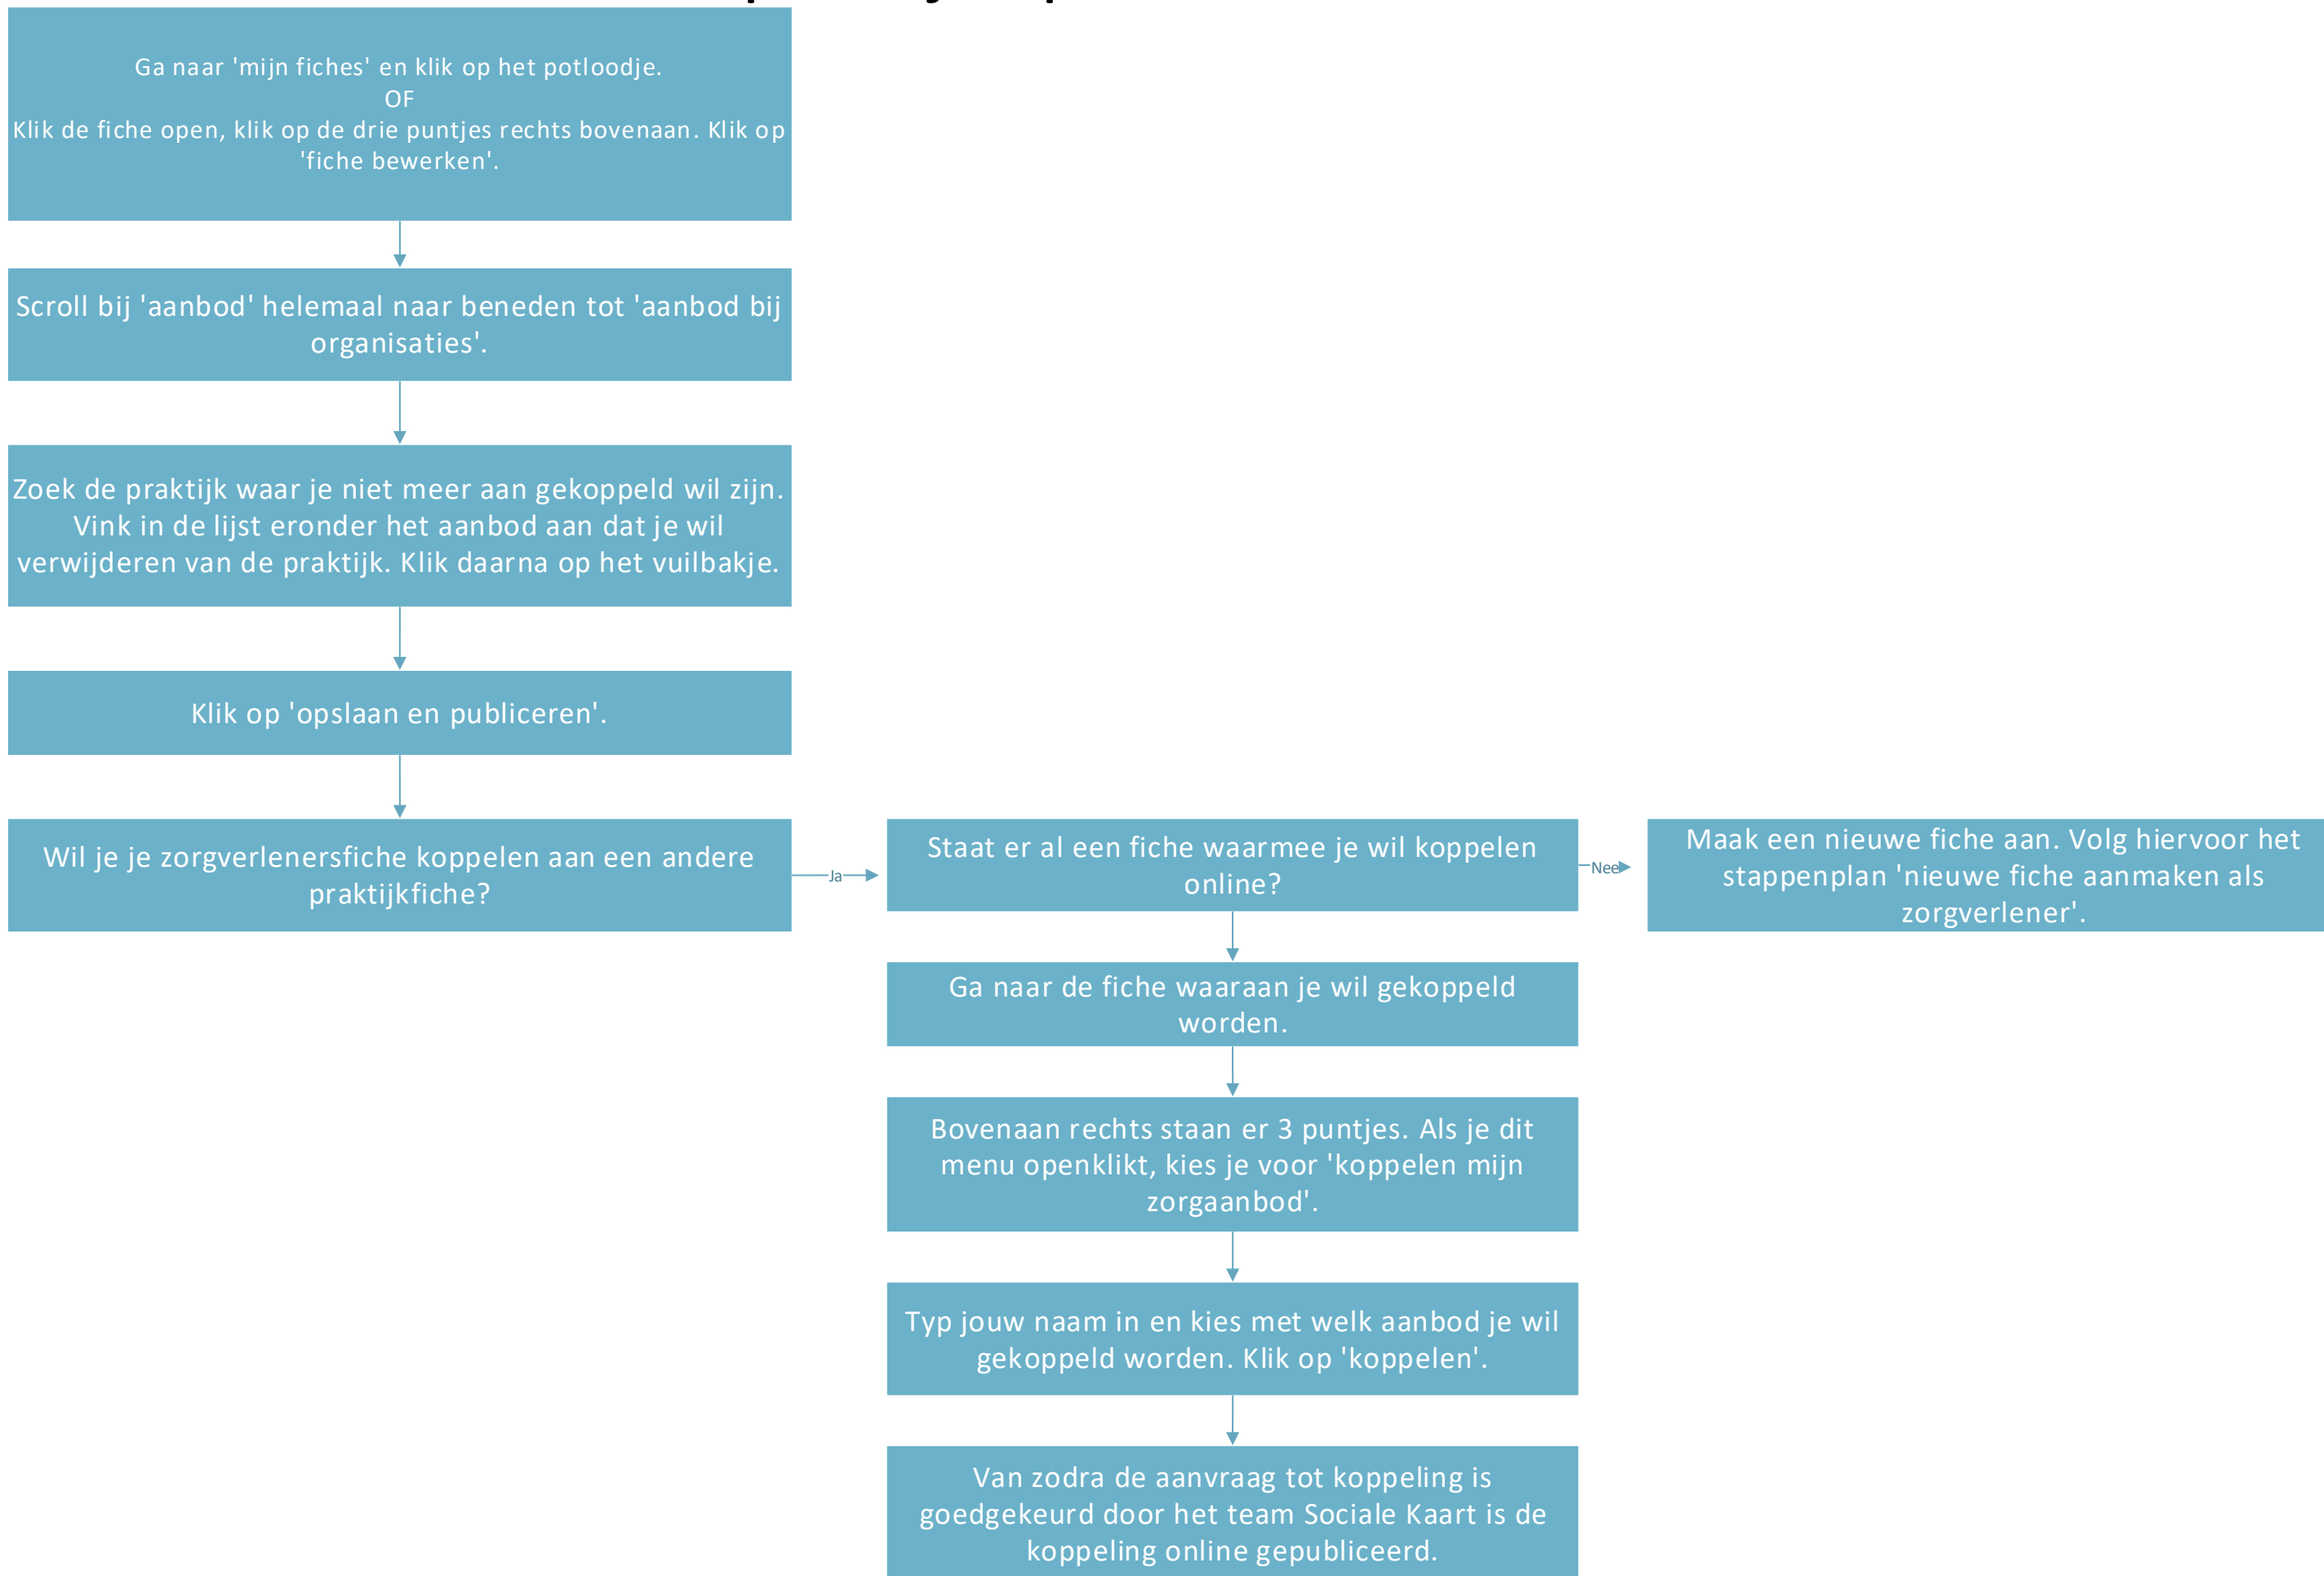 Ga naar 'mijn fiches' en klik op het potloodje.
OF
Klik de fiche open, klik op de drie puntjes rechts bovenaan. Klik op
'fiche bewerken'.
Scroll bij 'aanbod' helemaal naar beneden tot 'aanbod bij
organisaties'.
Zoek de praktijk waar je niet meer aan gekoppeld wil zijn.
Vink in de lijst eronder het aanbod aan dat je wil
verwijderen van de praktijk. Klik daarna op het vuilbakje.
Klik op 'opslaan en publiceren'.
Wil je je zorgverlenersfiche koppelen aan een andere
praktijkfiche?
Ja
Staat er al een fiche waarmee je wil koppelen
online?
Nee
Maak een nieuwe fiche aan. Volg hiervoor het
stappenplan 'nieuwe fiche aanmaken als
zorgverlener'.
Ga naar de fiche waaraan je wil gekoppeld
worden.
Bovenaan rechts staan er 3 puntjes. Als je dit
menu openklikt, kies je voor 'koppelen mijn
zorgaanbod'.
Typ jouw naam in en kies met welk aanbod je wil
gekoppeld worden. Klik op 'koppelen'.
Van zodra de aanvraag tot koppeling is
goedgekeurd door het team Sociale Kaart is de
koppeling online gepubliceerd.